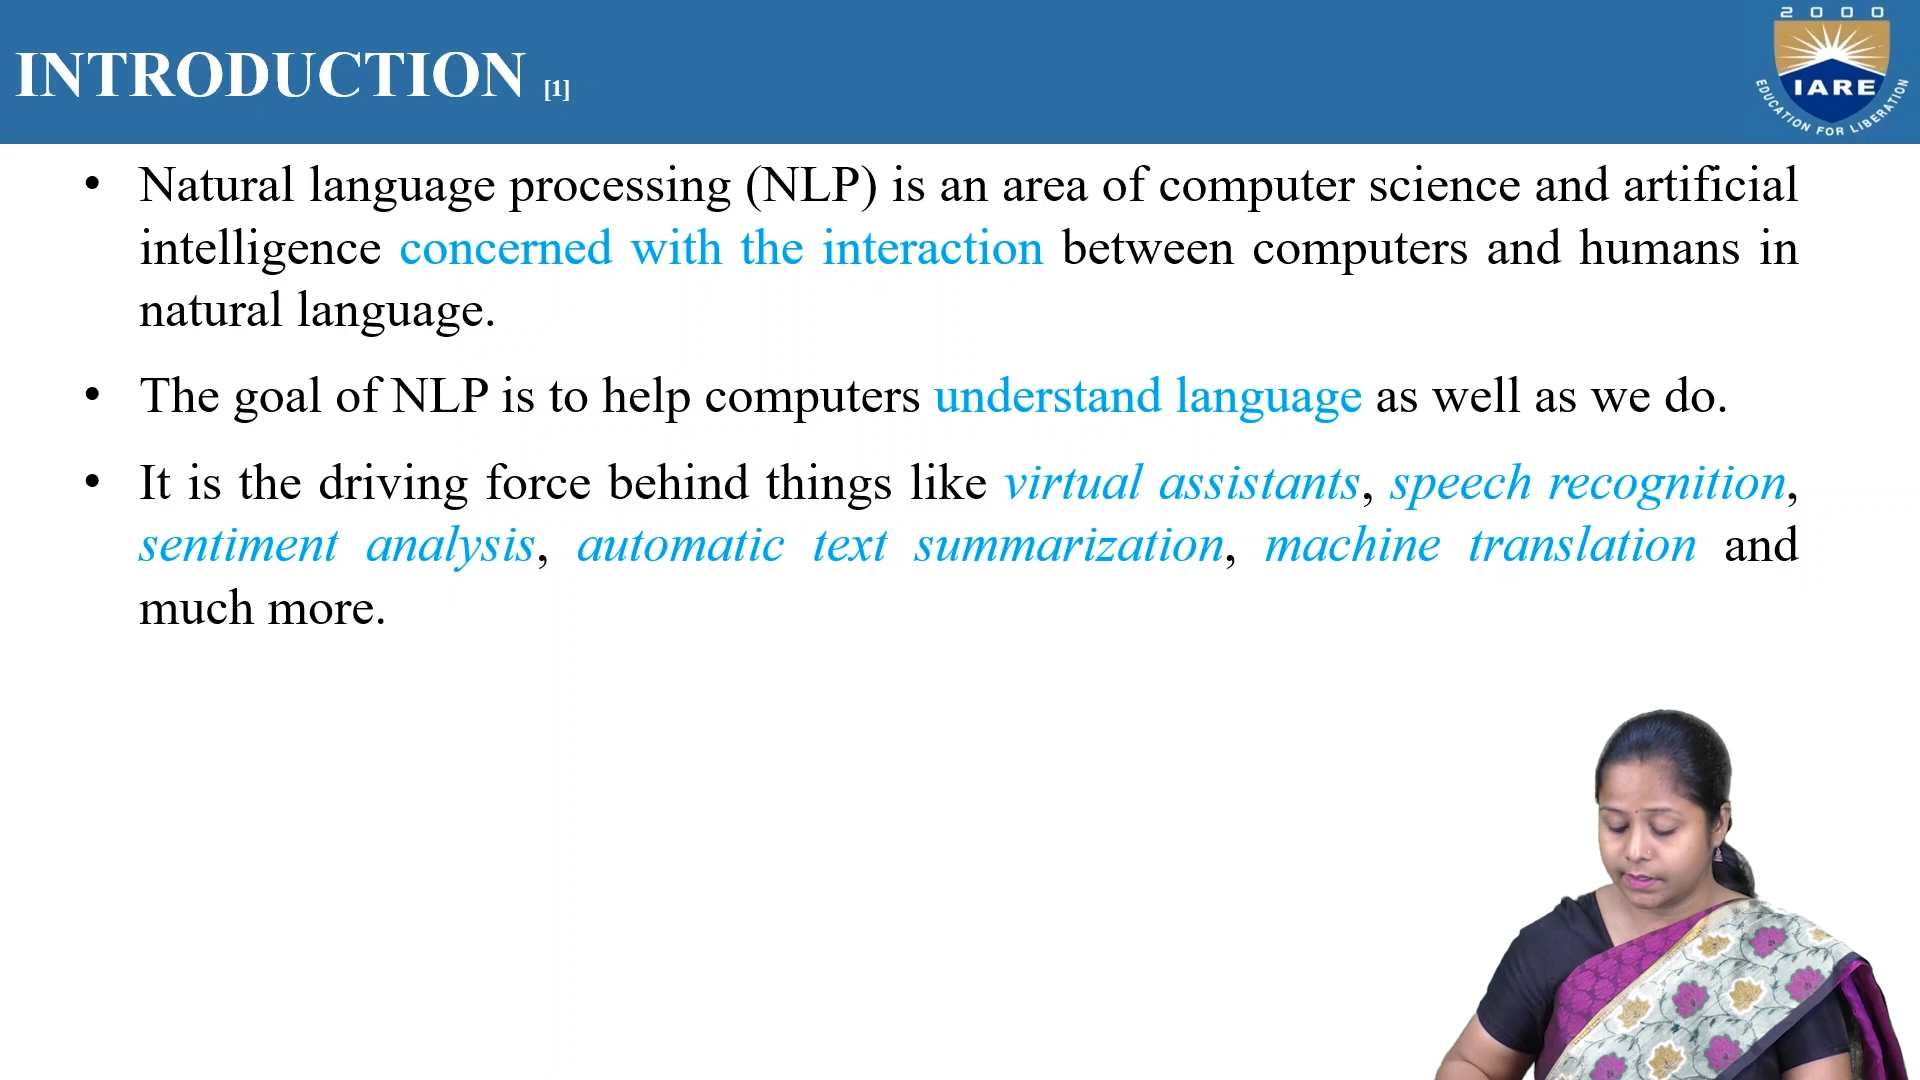 INTRODUCTION [1]
2000
IARE
EDUCATION FOR LIBERATION
• Natural language processing (NLP) is an area of computer science and artificial
intelligence concerned with the interaction between computers and humans in
natural language.
• The goal of NLP is to help computers understand language as well as we do.
• It is the driving force behind things like virtual assistants, speech recognition,
sentiment analysis, automatic text summarization, machine translation and
much more.